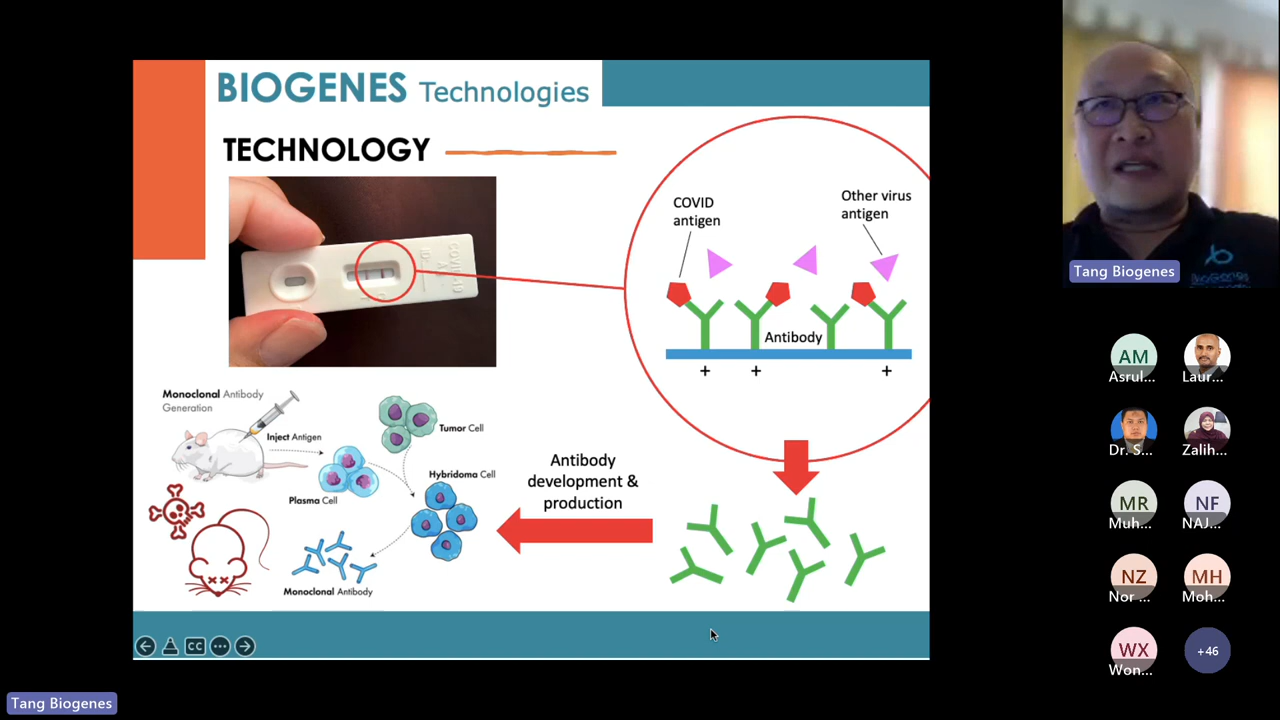 BIOGENES Technologies
TECHNOLOGY
COVID
antigen
Other virus
antigen
Antibody
+ + +
Monoclonal Antibody
Generation
Inject Antigen
Tumor Cell
Plasma Cell
Hybridoma Cell
Monoclonal Antibody
Antibody
development &
production
CC
Tang Biogenes
AM
Asrul...
Laur...
Dr. S...
Zalih...
MR
Muh...
NF
NAJ...
NZ
Nor ...
MH
Moh...
WX
Won...
+46
Tang Biogenes